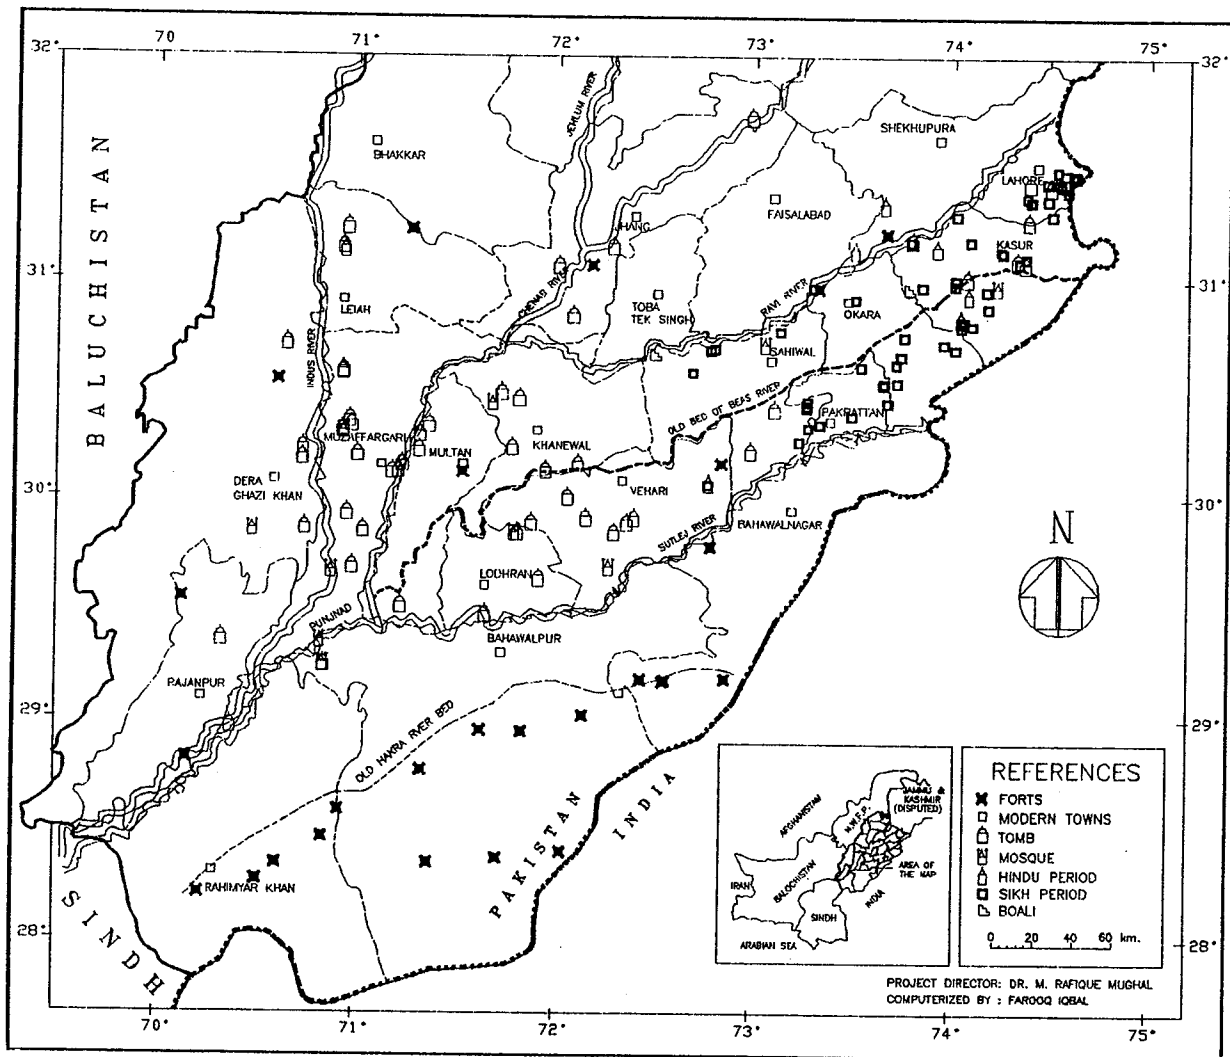 70
71°
72°
73°
74°
75°
32°
32°
BALUCHISTAN
JEHLUM RIVER
SHEKHUPURA
BHAKKAR
LAHORE
FAISALABAD
JHANG
KASUR
31°
31°
CHENAB RIVER
LEIAH
TOBA
TEK SINGH
RAVI RIVER
OKARA
INDUS RIVER
SAHIWAL
OLD BED OF BEAS RIVER
PAKPATTAN
MUZAFFARGARH
MULTAN
KHANEWAL
DERA
GHAZI KHAN
VEHARI
30°
30°
BAHAWALNAGAR
SUTLEJ RIVER
N
LODHRAN
PUNJNAD
BAHAWALPUR
RAJANPUR
29°
29°
OLD HAKRA RIVER BED
PAKISTAN
INDIA
RAHIMYAR KHAN
SINDH
28°
28°
AFGHANISTAM
N.W.F.P.
JAMMU &
KASHMIR
(DISPUTED)
AREA OF
THE MAP
IRAN
BALOCHISTAN
INDIA
SINDH
ARABIAN SEA
REFERENCES
FORTS
MODERN TOWNS
TOMB
MOSQUE
HINDU PERIOD
SIKH PERIOD
BOALI
0 20 40 60 km.
PROJECT DIRECTOR: DR. M. RAFIQUE MUGHAL
COMPUTERIZED BY : FAROOQ IQBAL
70°
71°
72°
73°
74°
75°